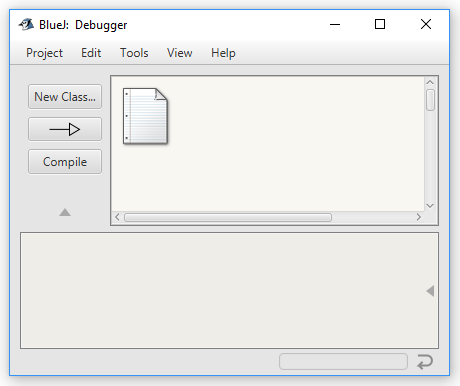 BlueJ: Debugger
Project Edit Tools View Help
New Class...
Compile